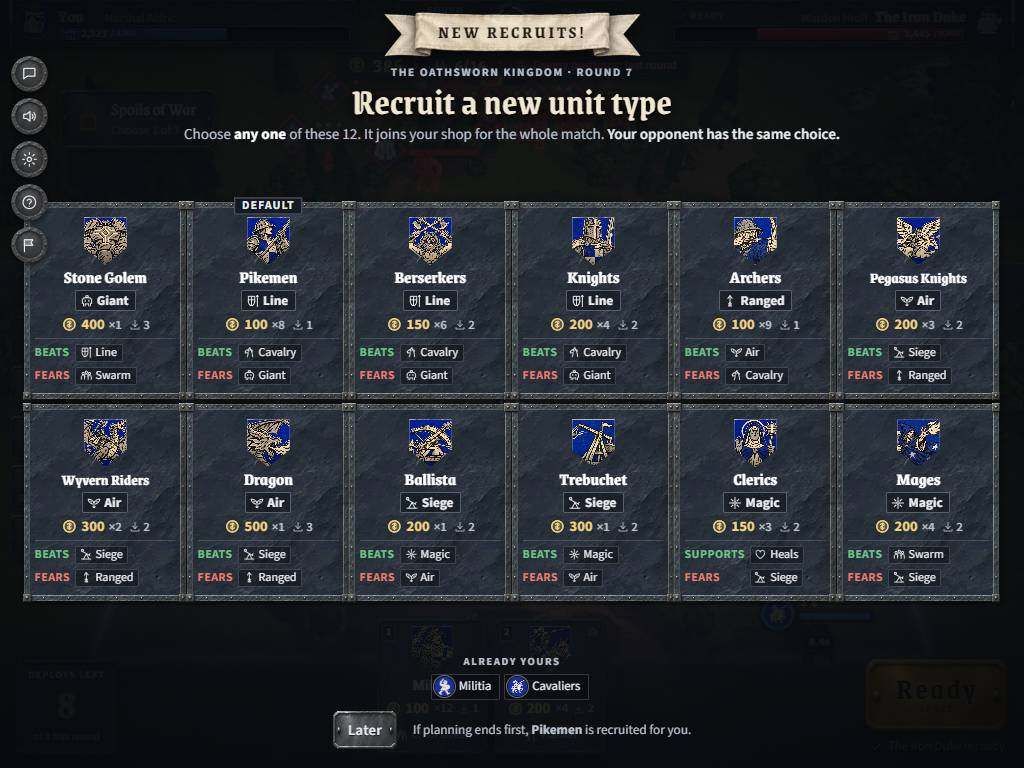 NEW RECRUITS!
THE OATHSWORN KINGDOM · ROUND 7
Recruit a new unit type
Choose any one of these 12. It joins your shop for the whole match. Your opponent has the same choice.
Spoils of War
DEFAULT
Stone Golem
Giant
400 ×1 3
BEATS Line
FEARS Swarm
Pikemen
Line
100 ×8 1
BEATS Cavalry
FEARS Giant
Berserkers
Line
150 ×6 2
BEATS Cavalry
FEARS Giant
Knights
Line
200 ×4 2
BEATS Cavalry
FEARS Giant
Archers
Ranged
100 ×9 1
BEATS Air
FEARS Cavalry
Pegasus Knights
Air
200 ×3 2
BEATS Siege
FEARS Ranged
Wyvern Riders
Air
300 ×2 2
BEATS Siege
FEARS Ranged
Dragon
Air
500 ×1 3
BEATS Siege
FEARS Ranged
Ballista
Siege
200 ×1 2
BEATS Magic
FEARS Air
Trebuchet
Siege
300 ×1 2
BEATS Magic
FEARS Air
Clerics
Magic
150 ×3 2
SUPPORTS Heals
FEARS Siege
Mages
Magic
200 ×4 2
BEATS Swarm
FEARS Siege
ALREADY YOURS
Militia Cavaliers
DEPLOYS LEFT
8
Ready
Later
If planning ends first, Pikemen is recruited for you.